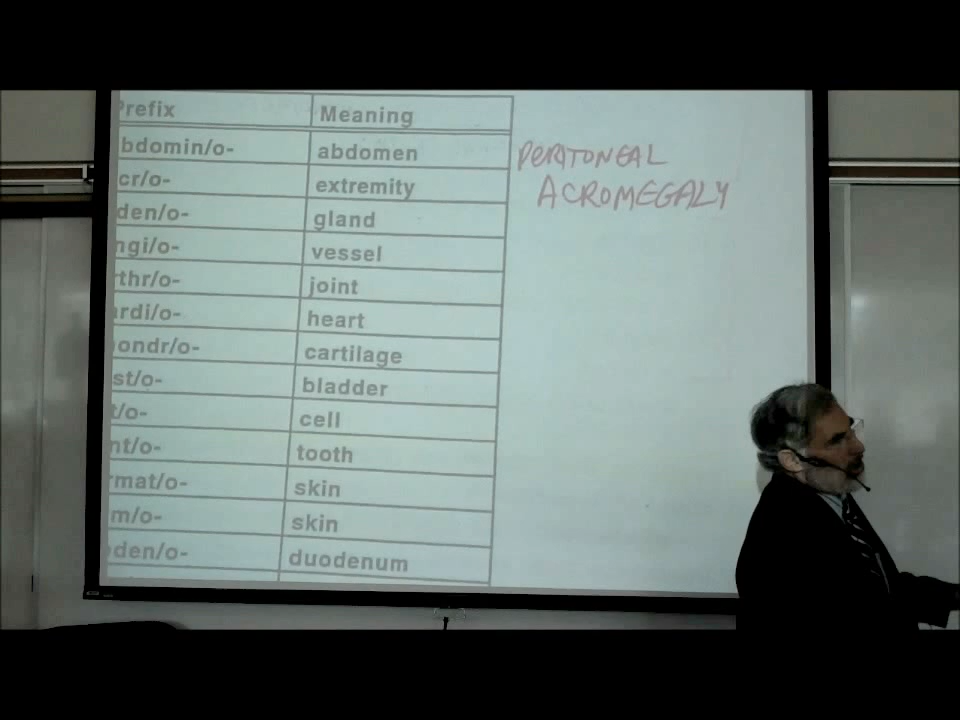 Prefix Meaning
bdomin/o- abdomen PERITONEAL
cr/o- extremity ACROMEGALY
den/o- gland
ngi/o- vessel
rthr/o- joint
ardi/o- heart
hondr/o- cartilage
st/o- bladder
t/o- cell
nt/o- tooth
rmat/o- skin
m/o- skin
oden/o- duodenum